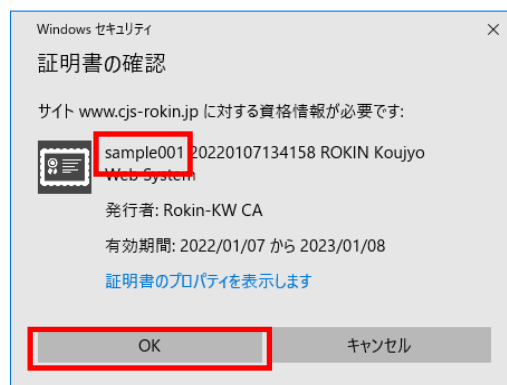 Windows セキュリティ
証明書の確認
サイト www.cjs-rokin.jp に対する資格情報が必要です:
sample001 20220107134158 ROKIN Koujyo
Web System
発行者: Rokin-KW CA
有効期間: 2022/01/07 から 2023/01/08
証明書のプロパティを表示します
OK キャンセル